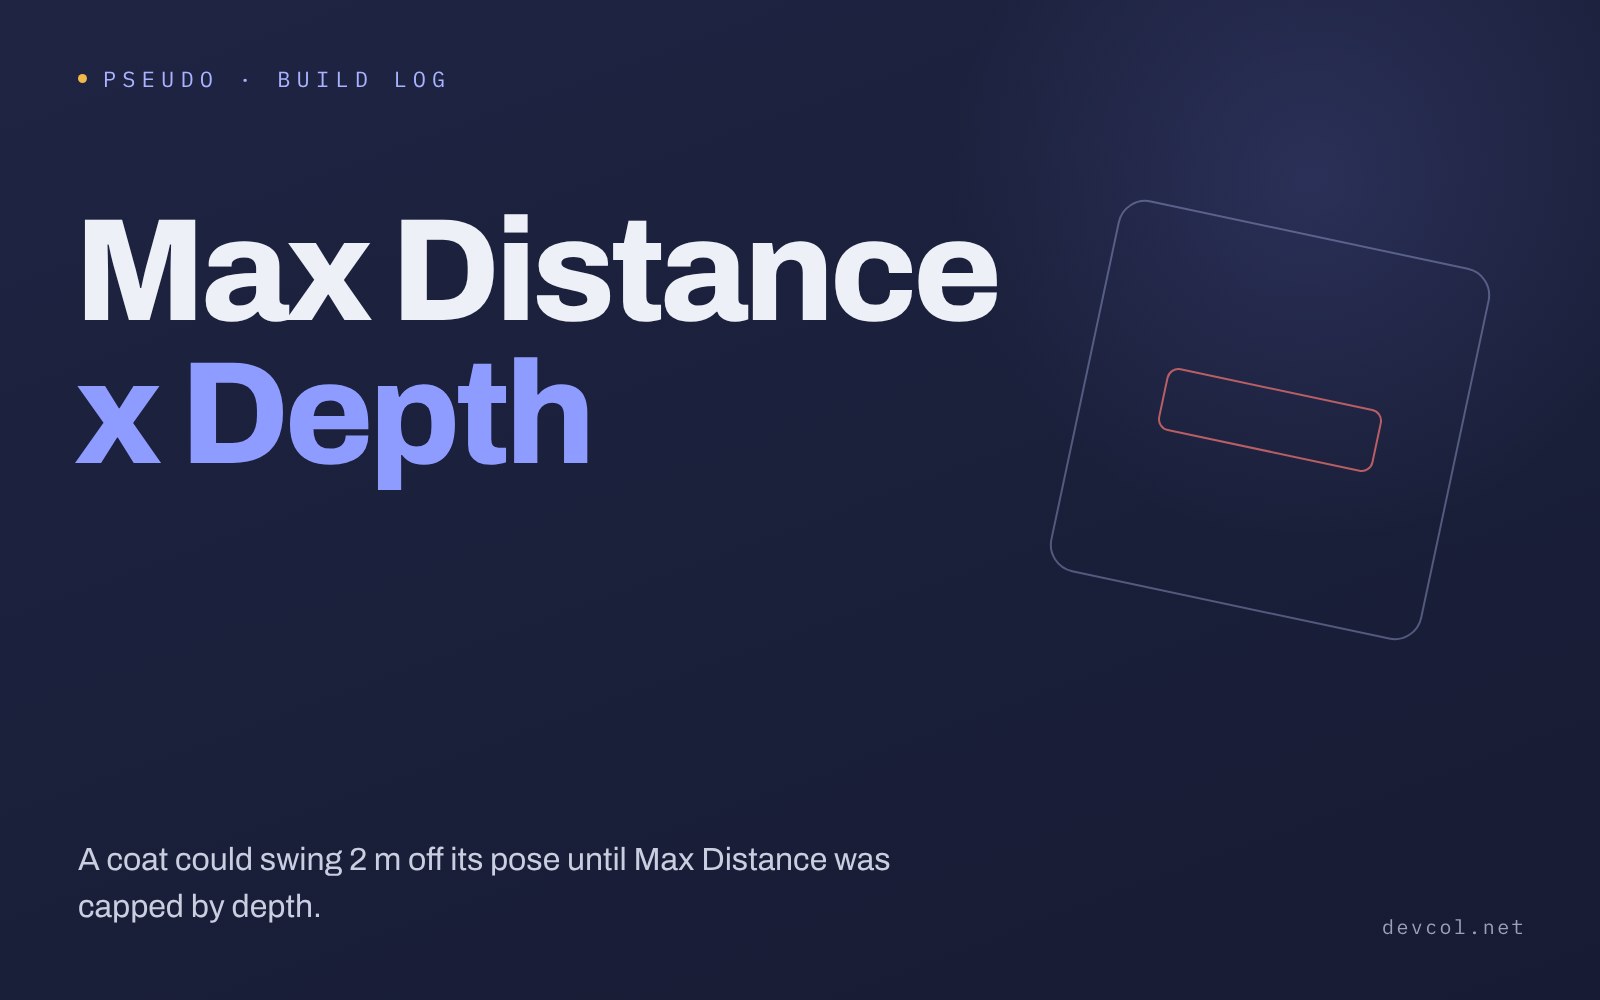 PSEUDO · BUILD LOG
Max Distance
x Depth
A coat could swing 2 m off its pose until Max Distance was
capped by depth.
devcol.net